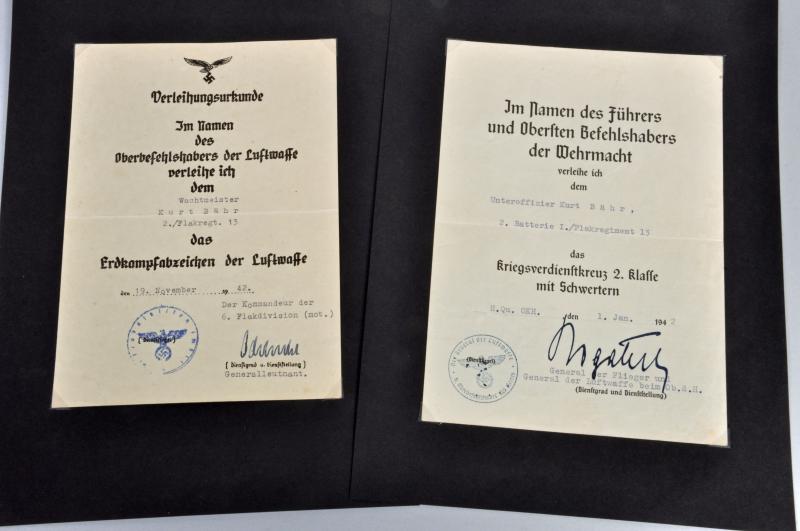 Verleihungsurkunde
Im Namen
des
Oberbefehlshabers der Luftwaffe
verleihe ich
dem
Wachtmeister
Kurt Bähr
2./Flakregt. 13
das
Erdkampfabzeichen der Luftwaffe
den 19. November 1942.
Der Kommandeur der
6. Flakdivision (mot.)
(Dienstsiegel)
(Dienstgrad u. Dienststellung)
Generalleutnant.
Im Namen des Führers
und Obersten Befehlshabers
der Wehrmacht
verleihe ich
dem
Unteroffizier Kurt Bähr,
2. Batterie I./Flakregiment 13
das
Kriegsverdienstkreuz 2. Klasse
mit Schwertern
H.Qu. OKH. , den 1. Jan. 1942
(Dienstsiegel)
General der Flieger und
General der Luftwaffe beim Ob.d.H.
(Dienstgrad und Dienststellung)